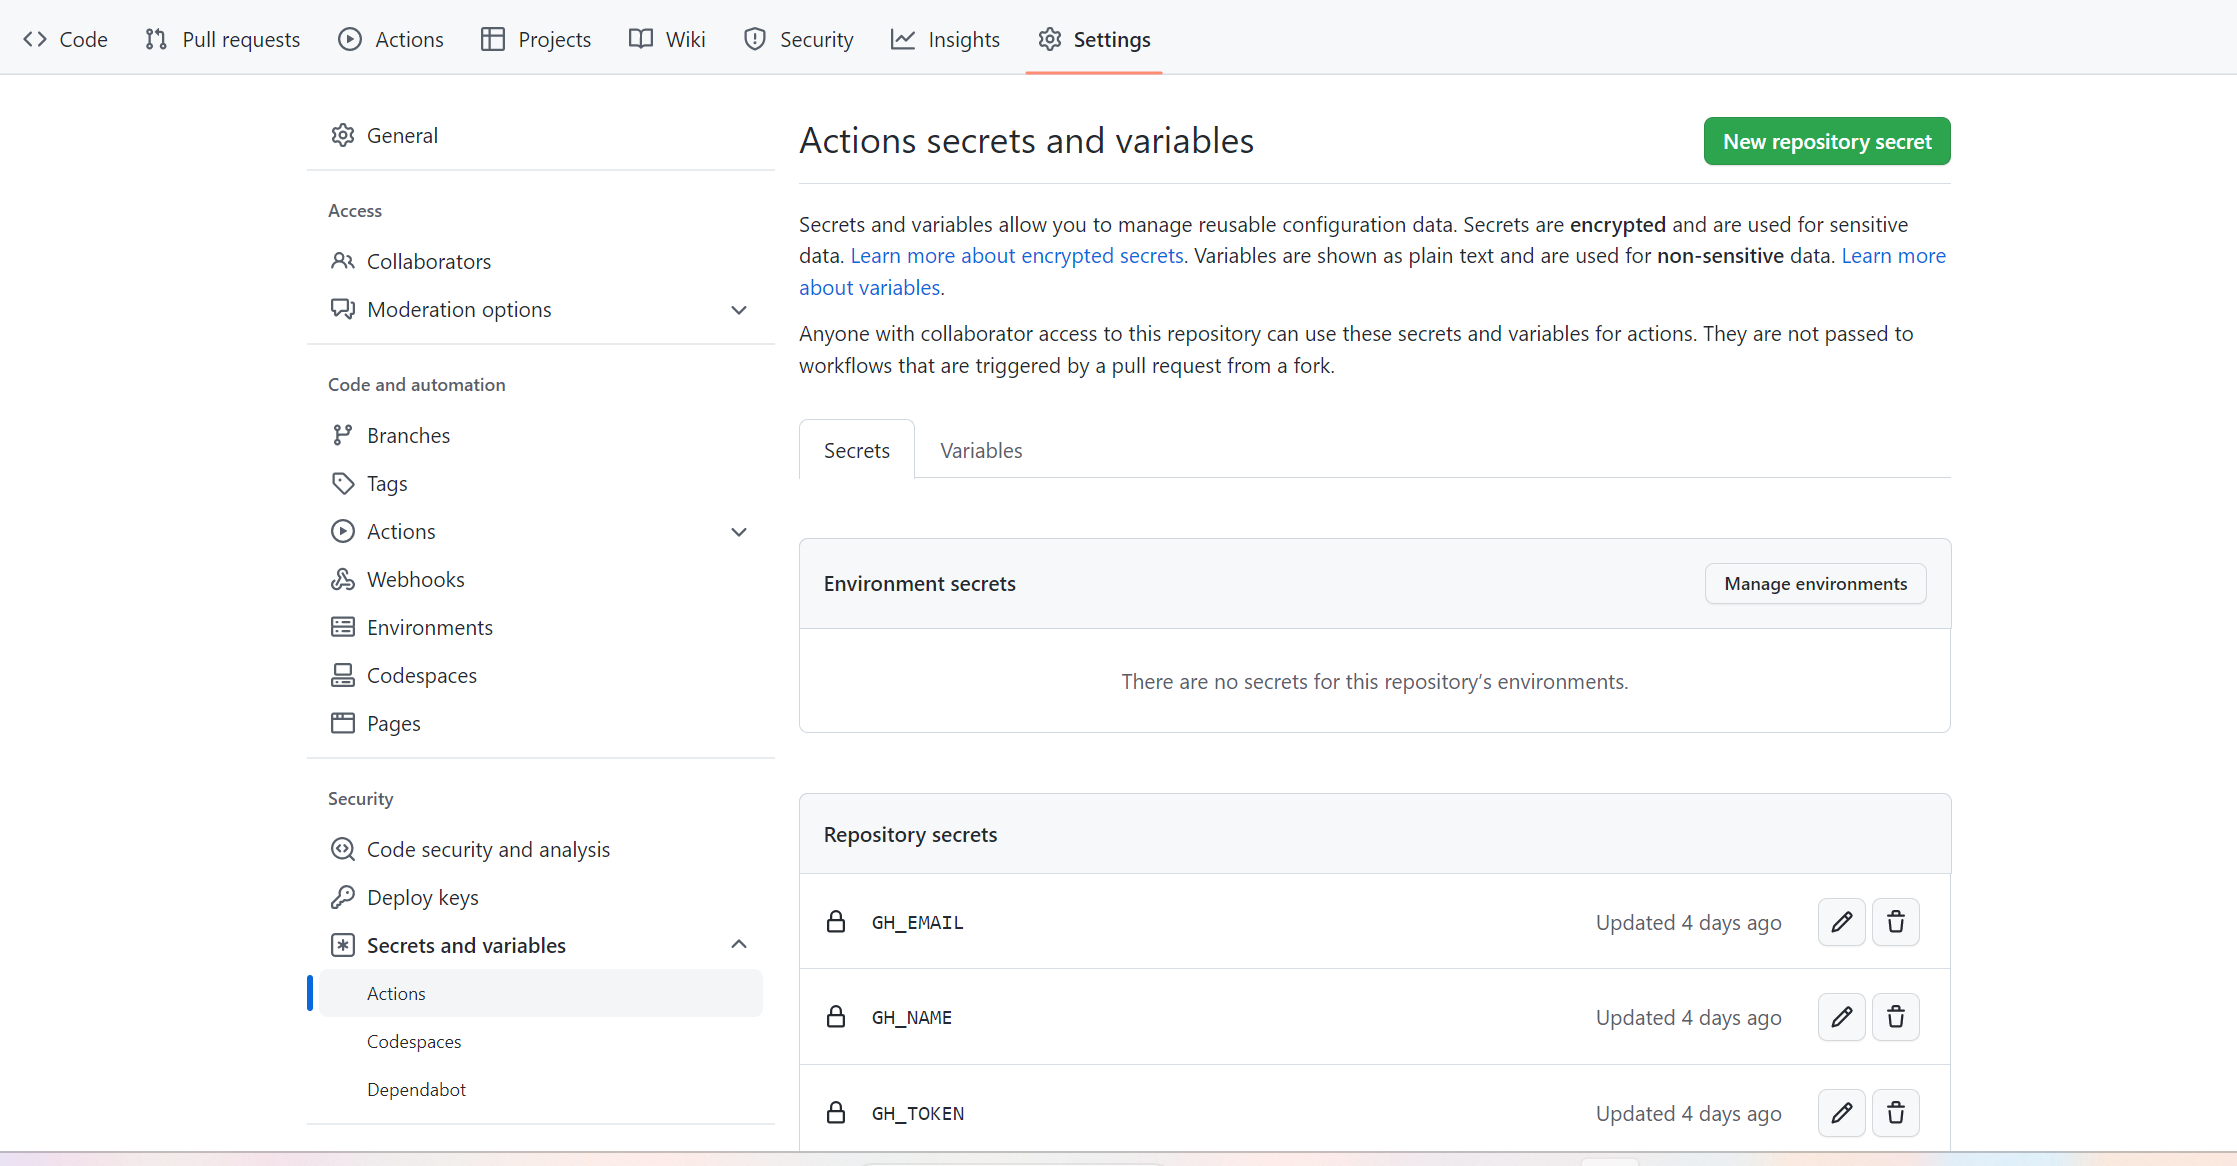 Code Pull requests Actions Projects Wiki Security Insights Settings
General
Access
Collaborators
Moderation options
Code and automation
Branches
Tags
Actions
Webhooks
Environments
Codespaces
Pages
Security
Code security and analysis
Deploy keys
Secrets and variables
Actions
Codespaces
Dependabot
Actions secrets and variables
New repository secret
Secrets and variables allow you to manage reusable configuration data. Secrets are encrypted and are used for sensitive
data. Learn more about encrypted secrets. Variables are shown as plain text and are used for non-sensitive data. Learn more
about variables.
Anyone with collaborator access to this repository can use these secrets and variables for actions. They are not passed to
workflows that are triggered by a pull request from a fork.
Secrets Variables
Environment secrets Manage environments
There are no secrets for this repository's environments.
Repository secrets
GH_EMAIL Updated 4 days ago
GH_NAME Updated 4 days ago
GH_TOKEN Updated 4 days ago